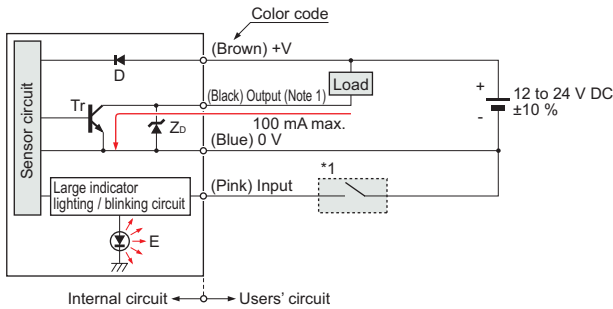 Color code
(Brown) +V
D
Sensor circuit
Tr
(Black) Output (Note 1)
Load
+
-
12 to 24 V DC
±10 %
ZD
100 mA max.
(Blue) 0 V
*1
(Pink) Input
Large indicator
lighting / blinking circuit
E
Internal circuit
Users' circuit